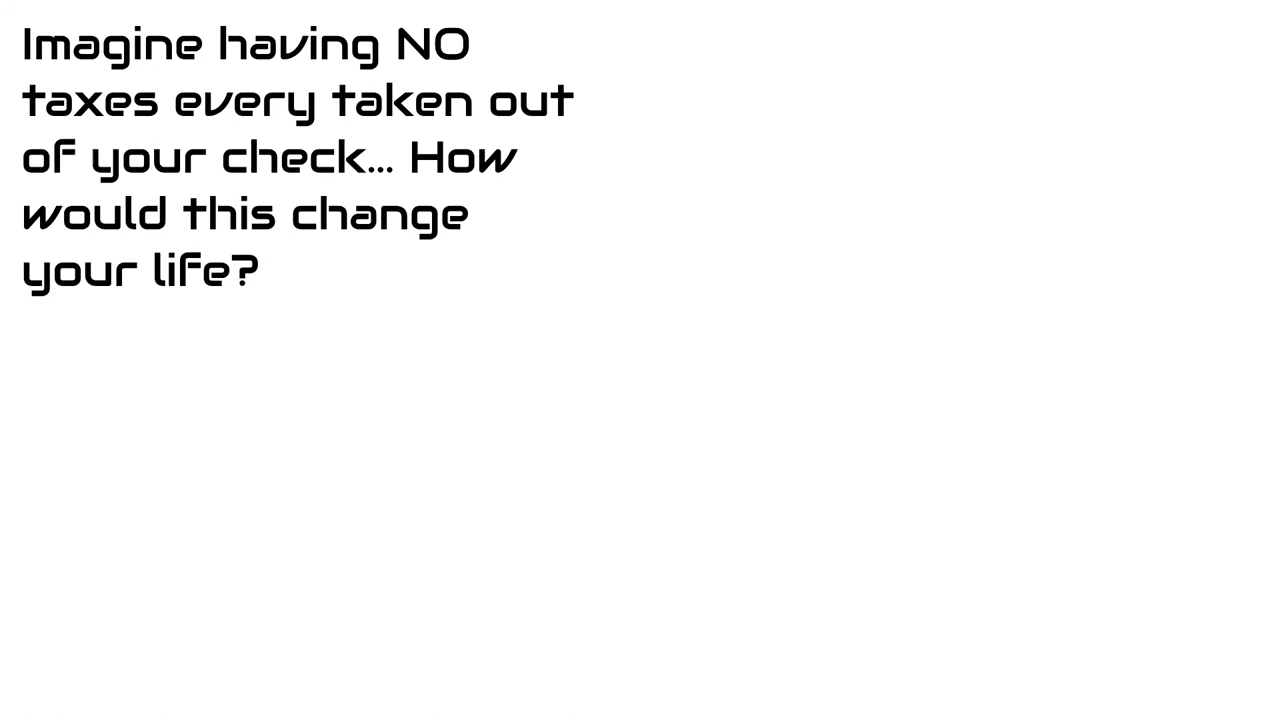 Imagine having NO
taxes every taken out
of your check... How
would this change
your life?